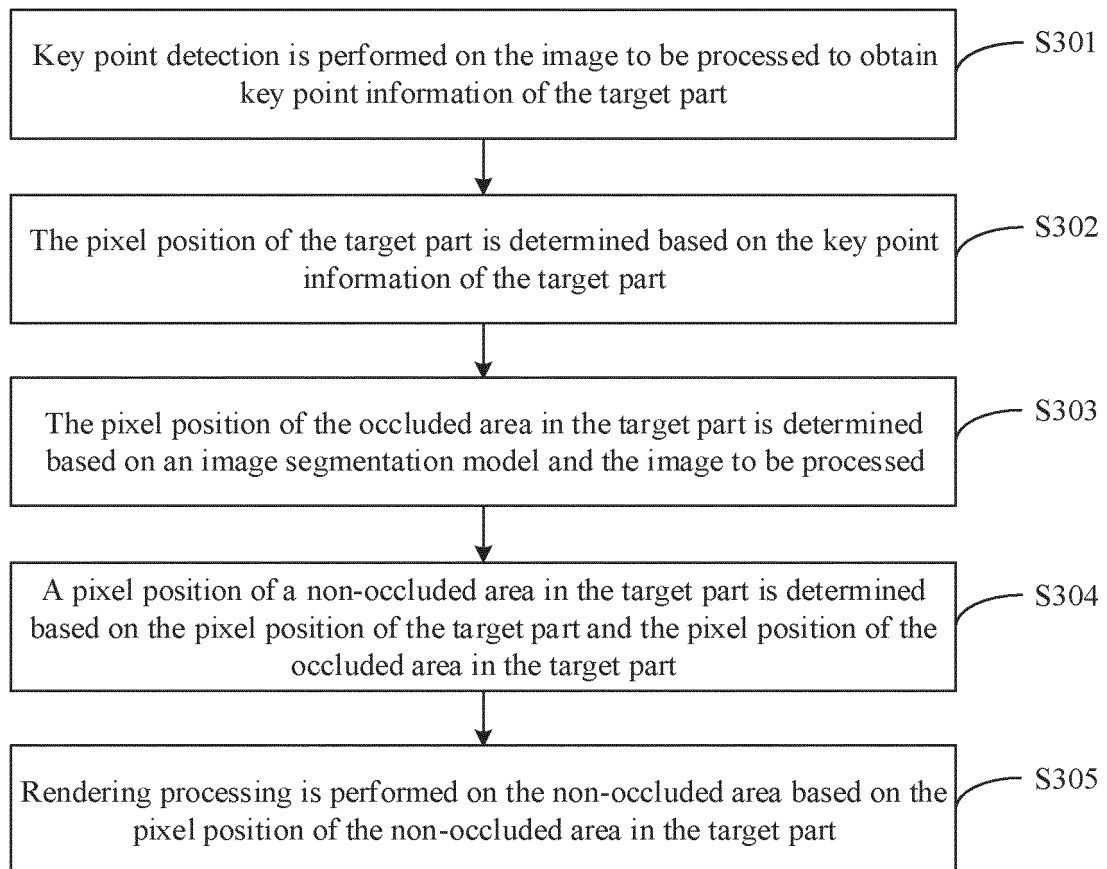 Key point detection is performed on the image to be processed to obtain
key point information of the target part
S301
The pixel position of the target part is determined based on the key point
information of the target part
S302
The pixel position of the occluded area in the target part is determined
based on an image segmentation model and the image to be processed
S303
A pixel position of a non-occluded area in the target part is determined
based on the pixel position of the target part and the pixel position of the
occluded area in the target part
S304
Rendering processing is performed on the non-occluded area based on the
pixel position of the non-occluded area in the target part
S305